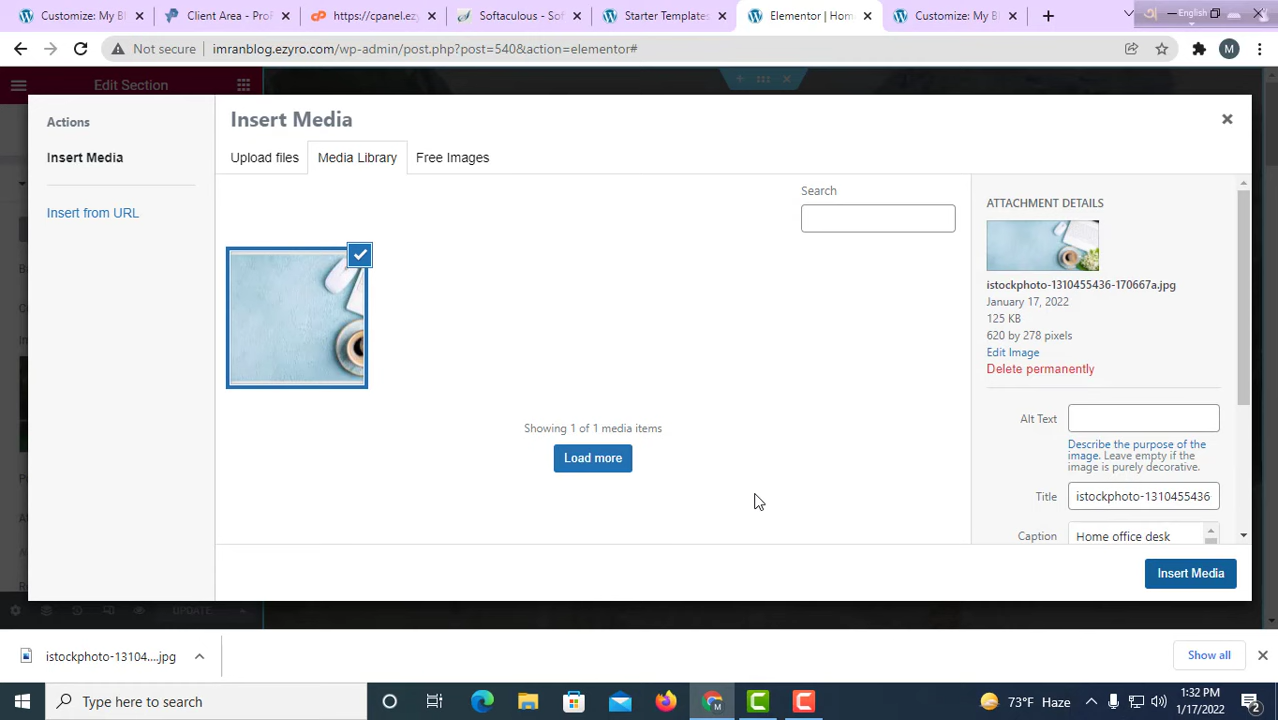 Customize: My Bl
Client Area - ProF
https://cpanel.ez
Softaculous - Sof
Starter Templates
Elementor | Hom
Customize: My Bl
English
Not secure
imranblog.ezyro.com/wp-admin/post.php?post=540&action=elementor#
M
Edit Section
Actions
Insert Media
Insert from URL
Insert Media
Upload files
Media Library
Free Images
Search
Showing 1 of 1 media items
Load more
ATTACHMENT DETAILS
istockphoto-1310455436-170667a.jpg
January 17, 2022
125 KB
620 by 278 pixels
Edit Image
Delete permanently
Alt Text
Describe the purpose of the
image. Leave empty if the
image is purely decorative.
Title
istockphoto-1310455436
Caption
Home office desk
Insert Media
UPDATE
istockphoto-13104....jpg
Show all
Type here to search
73°F Haze
1:32 PM
1/17/2022
2